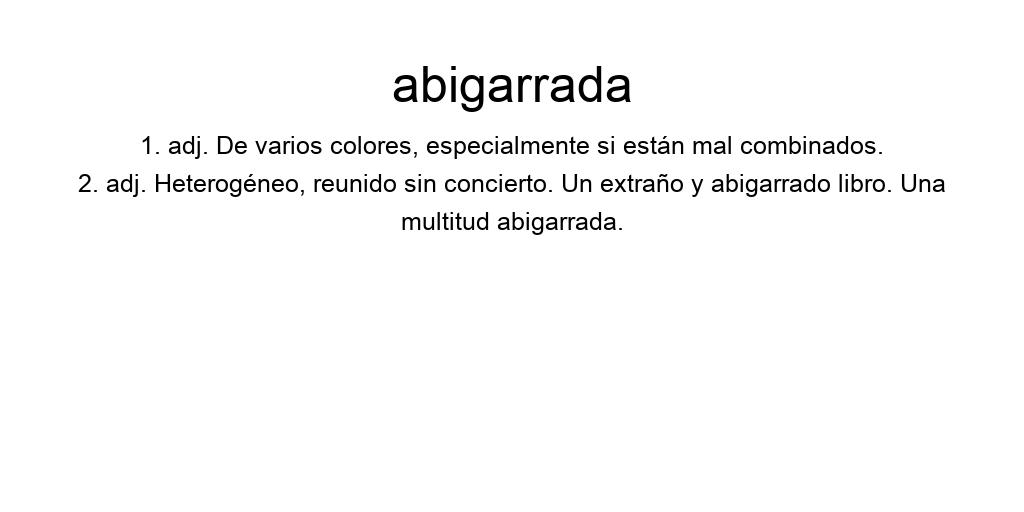 abigarrada
1. adj. De varios colores, especialmente si están mal combinados.
2. adj. Heterogéneo, reunido sin concierto. Un extraño y abigarrado libro. Una
multitud abigarrada.